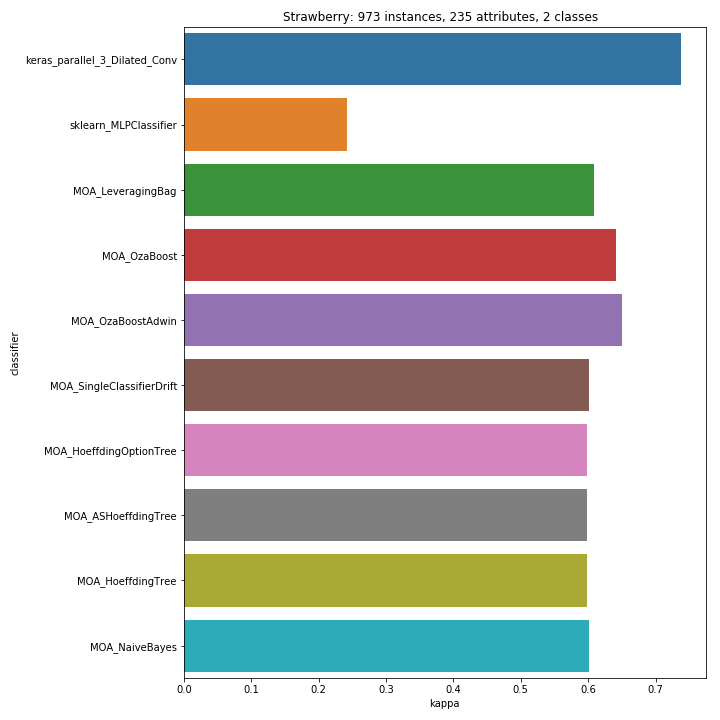 Strawberry: 973 instances, 235 attributes, 2 classes
keras_parallel_3_Dilated_Conv
sklearn_MLPClassifier
MOA_LeveragingBag
MOA_OzaBoost
MOA_OzaBoostAdwin
classifier
MOA_SingleClassifierDrift
MOA_HoeffdingOptionTree
MOA_ASHoeffdingTree
MOA_HoeffdingTree
MOA_NaiveBayes
0.0 0.1 0.2 0.3 0.4 0.5 0.6 0.7
kappa